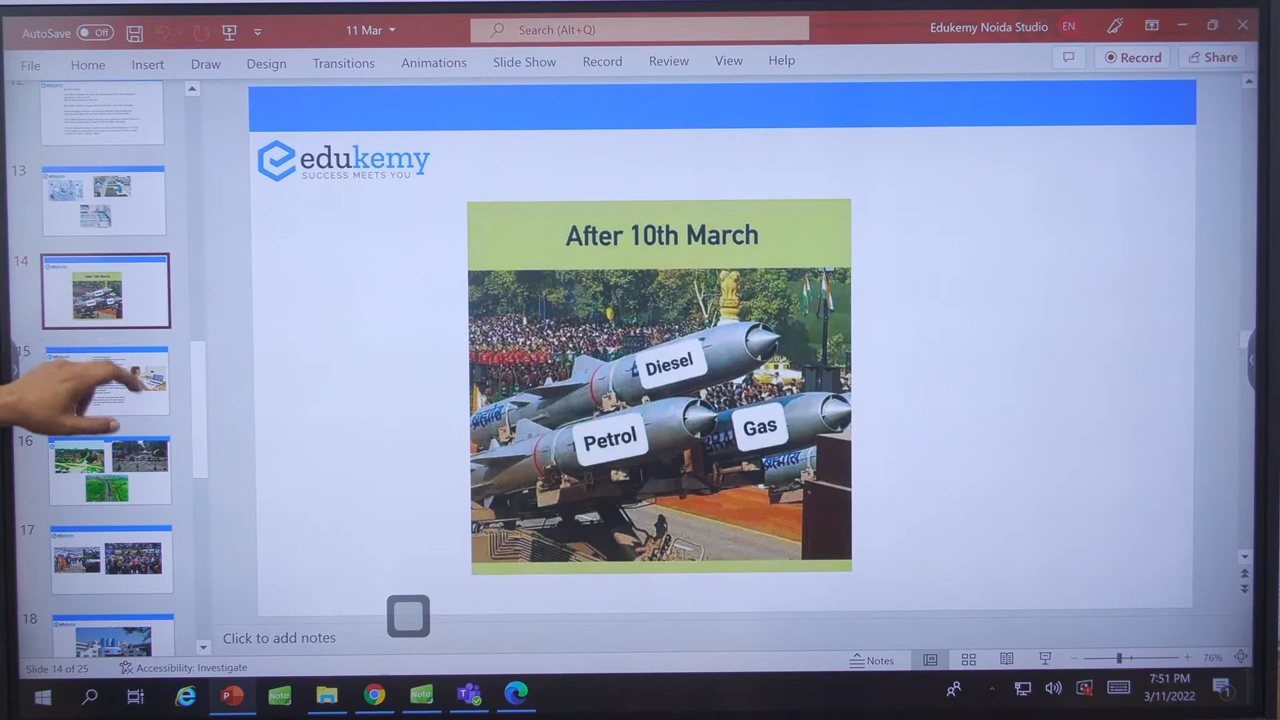 AutoSave Off
11 Mar
Search (Alt+Q)
Edukemy Noida Studio EN
File Home Insert Draw Design Transitions Animations Slide Show Record Review View Help
Record Share
edukemy
SUCCESS MEETS YOU
After 10th March
Diesel
Petrol
Gas
13
14
15
16
17
18
Click to add notes
Slide 14 of 25 Accessibility: Investigate Notes 76%
Note
Note
7:51 PM
3/11/2022
1